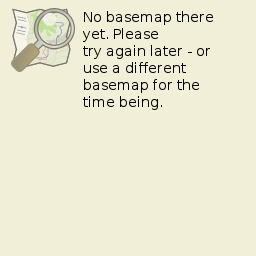 No basemap there
yet. Please
try again later - or
use a different
basemap for the
time being.